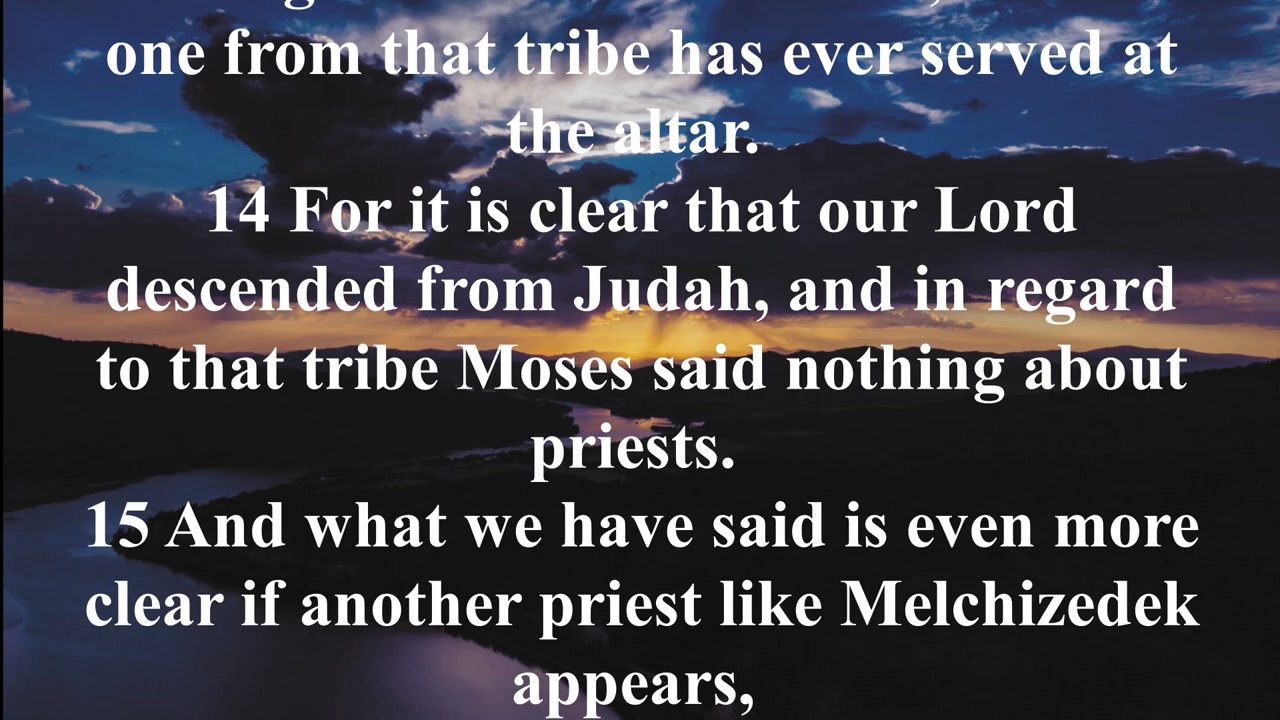 one from that tribe has ever served at
the altar.
14 For it is clear that our Lord
descended from Judah, and in regard
to that tribe Moses said nothing about
priests.
15 And what we have said is even more
clear if another priest like Melchizedek
appears,